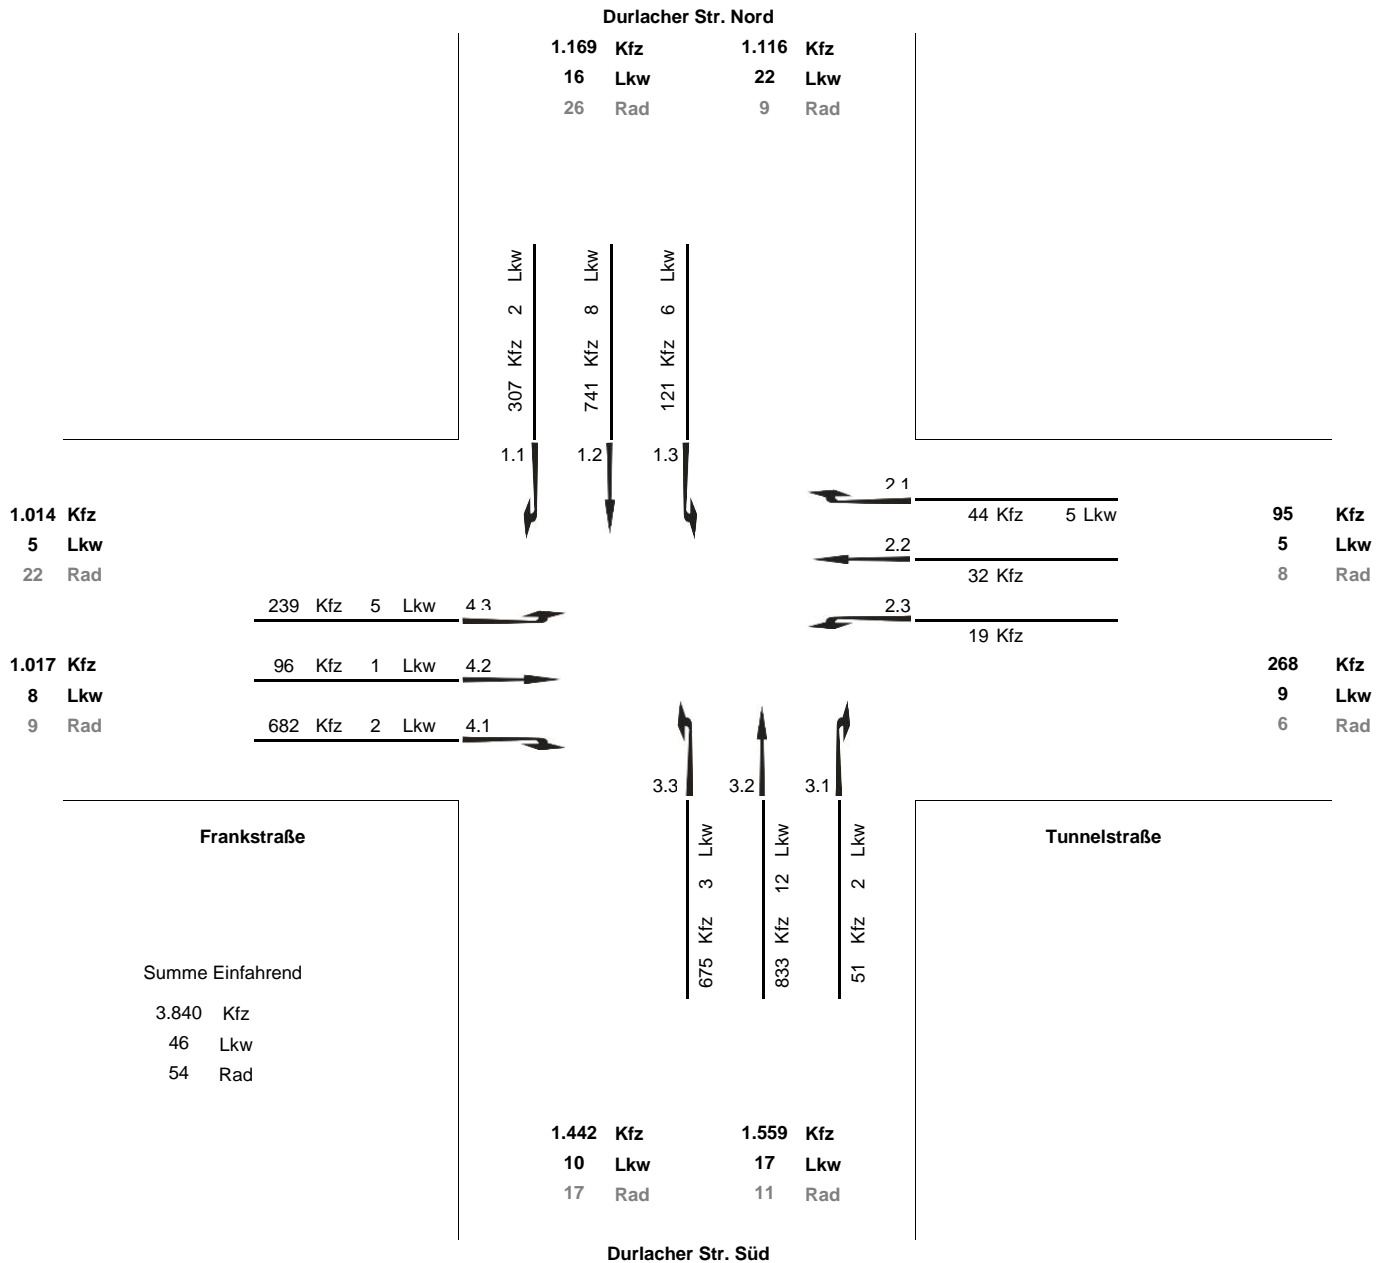 Durlacher Str. Nord
1.169 Kfz 1.116 Kfz
16 Lkw 22 Lkw
26 Rad 9 Rad
307 Kfz 2 Lkw
741 Kfz 8 Lkw
121 Kfz 6 Lkw
1.1 1.2 1.3
2.1
44 Kfz 5 Lkw
2.2
32 Kfz
2.3
19 Kfz
1.014 Kfz
5 Lkw
22 Rad
95 Kfz
5 Lkw
8 Rad
239 Kfz 5 Lkw 4.3
96 Kfz 1 Lkw 4.2
682 Kfz 2 Lkw 4.1
1.017 Kfz
8 Lkw
9 Rad
268 Kfz
9 Lkw
6 Rad
3.3 3.2 3.1
675 Kfz 3 Lkw
833 Kfz 12 Lkw
51 Kfz 2 Lkw
Frankstraße
Tunnelstraße
Summe Einfahrend
3.840 Kfz
46 Lkw
54 Rad
1.442 Kfz 1.559 Kfz
10 Lkw 17 Lkw
17 Rad 11 Rad
Durlacher Str. Süd